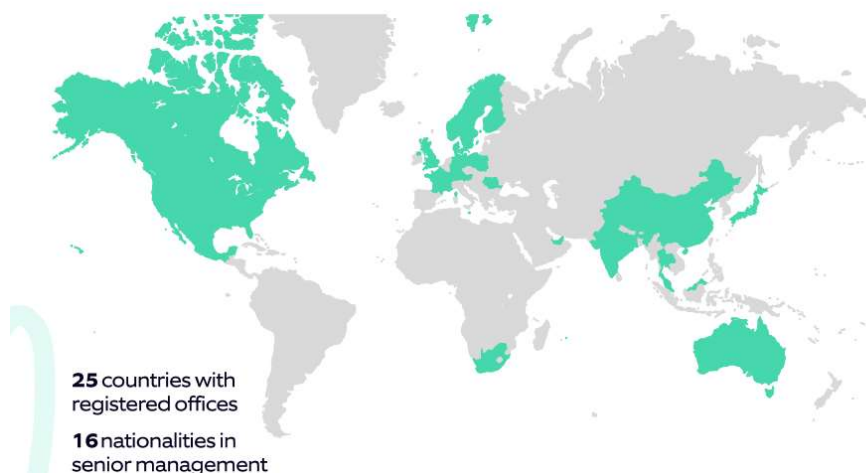 25 countries with
registered offices
16 nationalities in
senior management